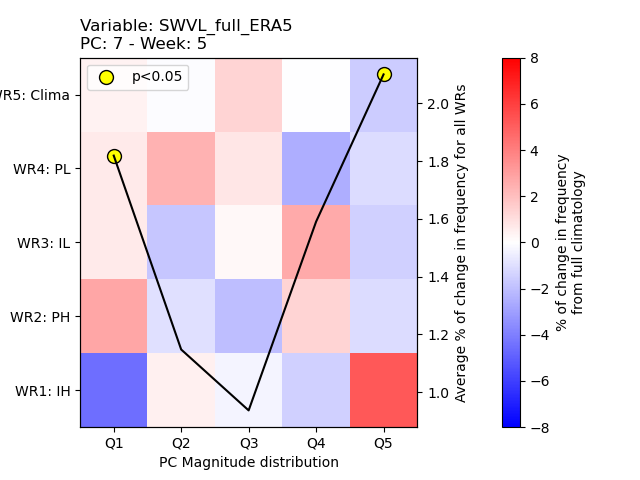 Variable: SWVL_full_ERA5
PC: 7 - Week: 5
p<0.05
WR5: Clima
WR4: PL
WR3: IL
WR2: PH
WR1: IH
Q1 Q2 Q3 Q4 Q5
PC Magnitude distribution
2.0
1.8
1.6
1.4
1.2
1.0
Average % of change in frequency for all WRs
8
6
4
2
0
−2
−4
−6
−8
% of change in frequency
from full climatology